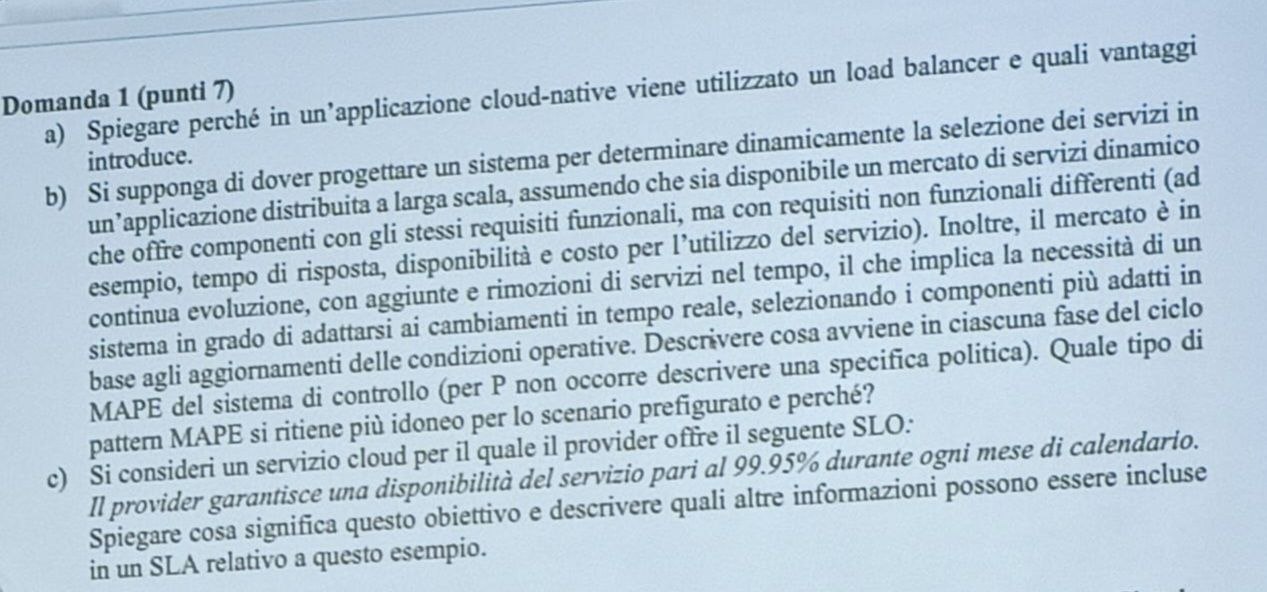 Domanda 1 (punti 7)
a) Spiegare perché in un'applicazione cloud-native viene utilizzato un load balancer e quali vantaggi
introduce.
b) Si supponga di dover progettare un sistema per determinare dinamicamente la selezione dei servizi in
un'applicazione distribuita a larga scala, assumendo che sia disponibile un mercato di servizi dinamico
che offre componenti con gli stessi requisiti funzionali, ma con requisiti non funzionali differenti (ad
esempio, tempo di risposta, disponibilità e costo per l'utilizzo del servizio). Inoltre, il mercato è in
continua evoluzione, con aggiunte e rimozioni di servizi nel tempo, il che implica la necessità di un
sistema in grado di adattarsi ai cambiamenti in tempo reale, selezionando i componenti più adatti in
base agli aggiornamenti delle condizioni operative. Descrivere cosa avviene in ciascuna fase del ciclo
MAPE del sistema di controllo (per P non occorre descrivere una specifica politica). Quale tipo di
pattern MAPE si ritiene più idoneo per lo scenario prefigurato e perché?
c) Si consideri un servizio cloud per il quale il provider offre il seguente SLO:
Il provider garantisce una disponibilità del servizio pari al 99.95% durante ogni mese di calendario.
Spiegare cosa significa questo obiettivo e descrivere quali altre informazioni possono essere incluse
in un SLA relativo a questo esempio.